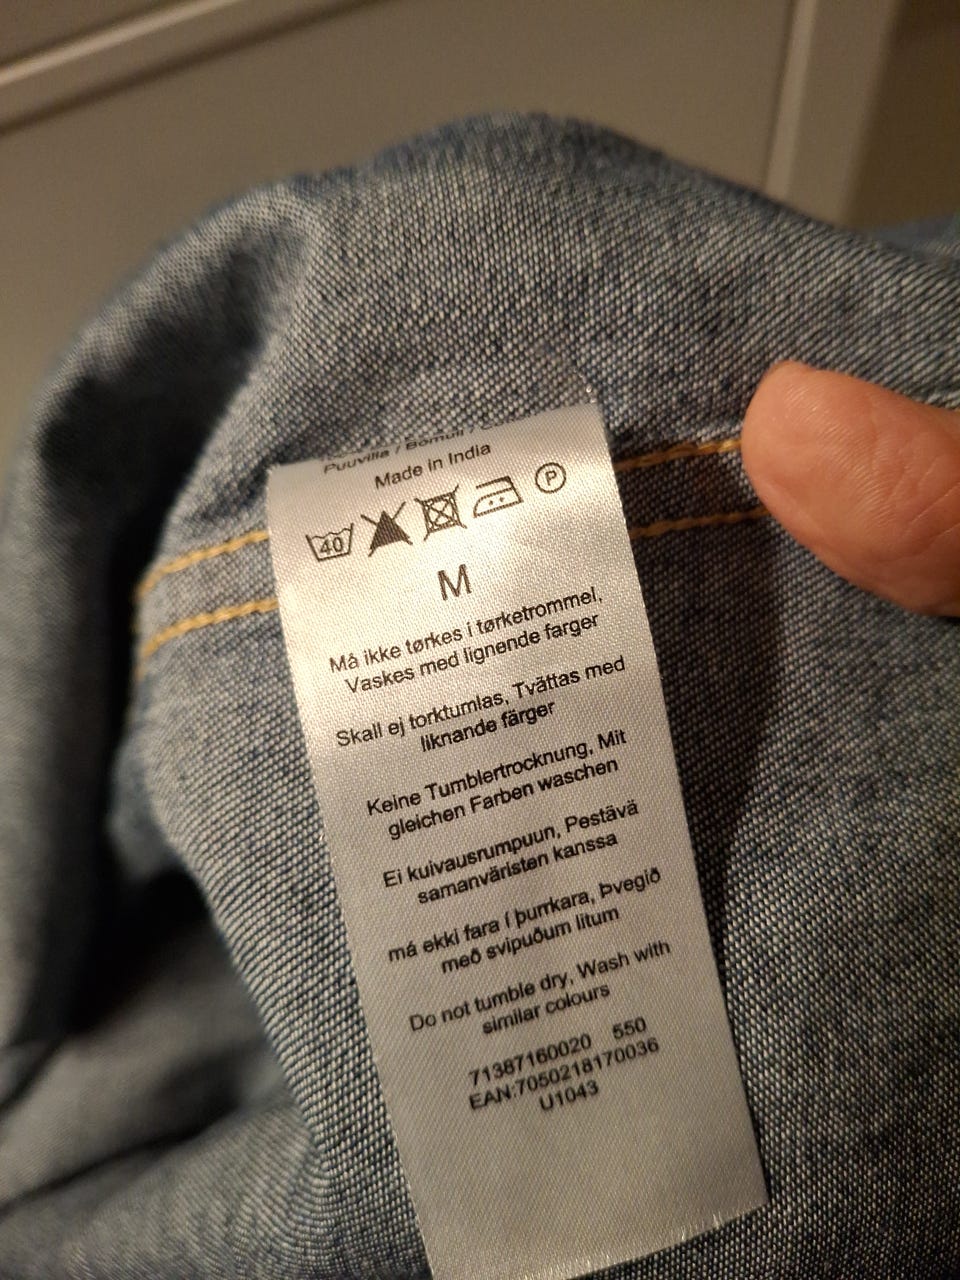 Puuvilla / Bomull /
Made in India
40 P
M
Må ikke tørkes i tørketrommel,
Vaskes med lignende farger
Skall ej torktumlas, Tvättas med
liknande färger
Keine Tumblertrocknung, Mit
gleichen Farben waschen
Ei kuivausrumpuun, Pestävä
samanväristen kanssa
má ekki fara í þurrkara, Þvegið
með svipuðum litum
Do not tumble dry, Wash with
similar colours
71387160020 550
EAN:7050218170036
U1043